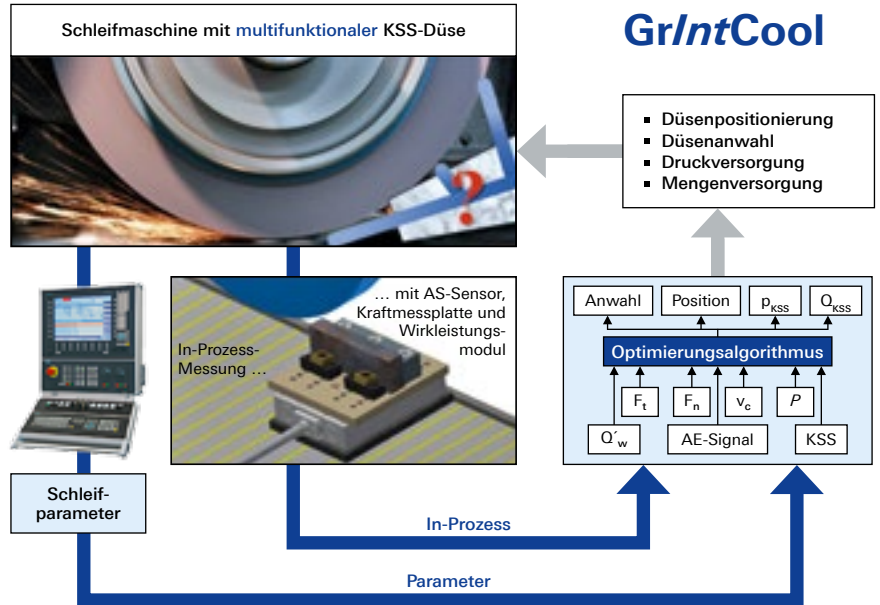 Schleifmaschine mit multifunktionaler KSS-Düse
GrIntCool
?
▪ Düsenpositionierung
▪ Düsenanwahl
▪ Druckversorgung
▪ Mengenversorgung
In-Prozess-
Messung ...
... mit AS-Sensor,
Kraftmessplatte und
Wirkleistungs-
modul
Anwahl
Position
pKSS
QKSS
Optimierungsalgorithmus
Ft
Fn
vc
P
Q´w
AE-Signal
KSS
Schleif-
parameter
In-Prozess
Parameter